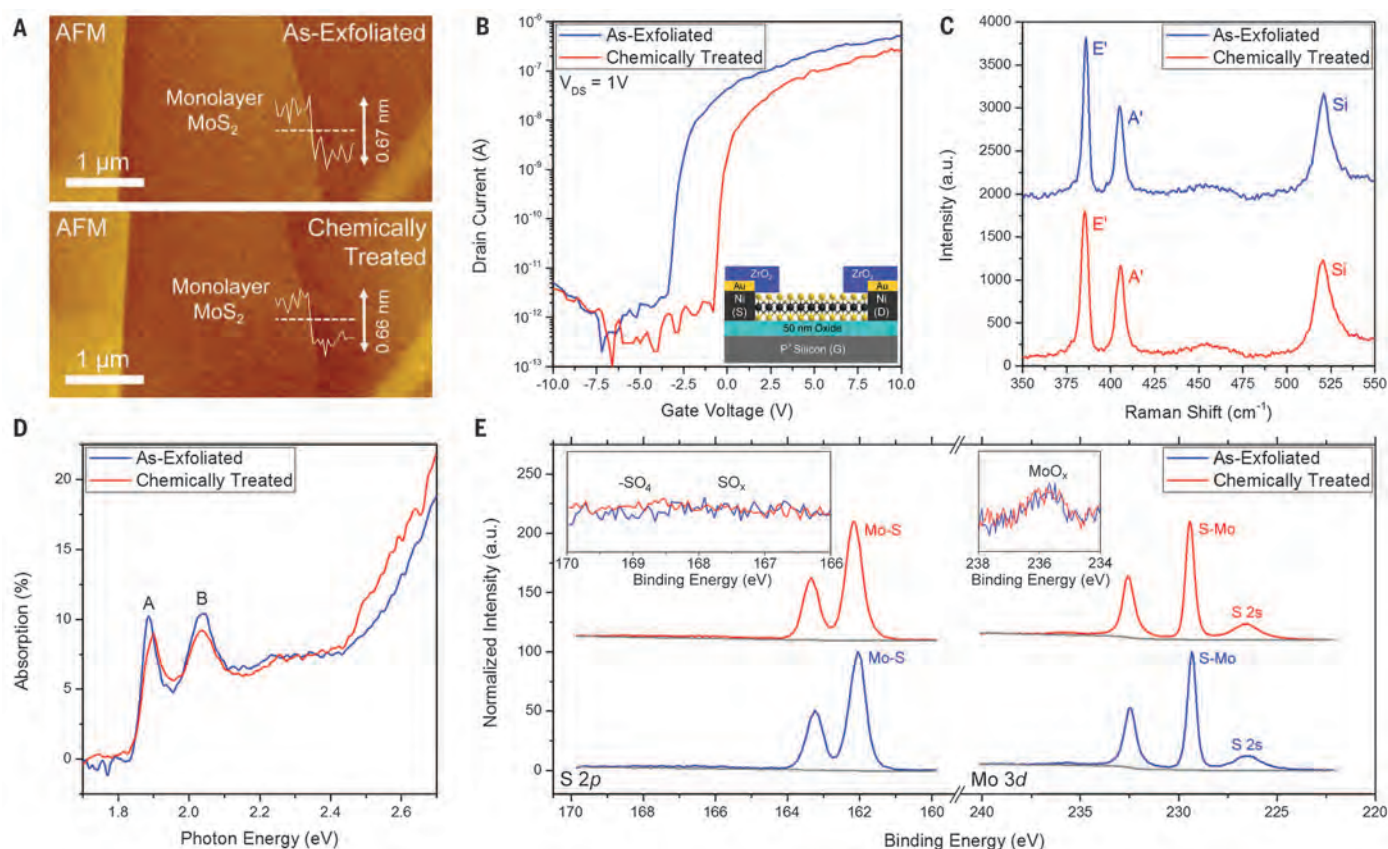 A
AFM
As-Exfoliated
Monolayer
MoS₂
0.67 nm
1 µm
AFM
Chemically
Treated
Monolayer
MoS₂
0.66 nm
1 µm
B
As-Exfoliated
Chemically Treated
V_DS = 1V
10⁻⁶
10⁻⁷
10⁻⁸
10⁻⁹
10⁻¹⁰
10⁻¹¹
10⁻¹²
10⁻¹³
Drain Current (A)
ZrO₂
ZrO₂
Au
Au
Ni
(S)
Ni
(D)
50 nm Oxide
P⁺ Silicon (G)
-10.0 -7.5 -5.0 -2.5 0.0 2.5 5.0 7.5 10.0
Gate Voltage (V)
C
As-Exfoliated
Chemically Treated
4000
3500
3000
2500
2000
1750
1500
1000
500
0
Intensity (a.u.)
E'
A'
Si
E'
A'
Si
350 375 400 425 450 475 500 525 550
Raman Shift (cm⁻¹)
D
As-Exfoliated
Chemically Treated
20
15
10
5
0
Absorption (%)
A
B
1.8 2.0 2.2 2.4 2.6
Photon Energy (eV)
E
As-Exfoliated
Chemically Treated
250
200
150
100
50
0
Normalized Intensity (a.u.)
-SO₄
SOₓ
170 169 168 167 166
Binding Energy (eV)
MoOₓ
238 236 234
Binding Energy (eV)
Mo-S
S-Mo
S 2s
Mo-S
S-Mo
S 2s
S 2p
Mo 3d
170 168 166 164 162 160 240 235 230 225 220
Binding Energy (eV)